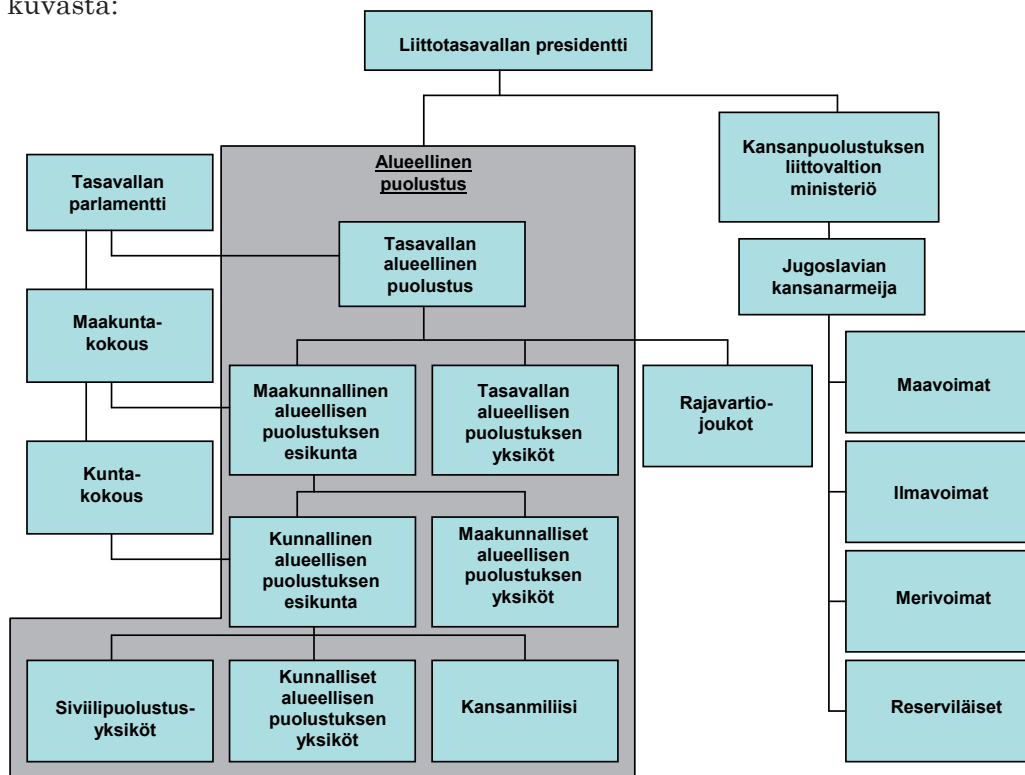 kuvasta:
Liittotasavallan presidentti
Kansanpuolustuksen
liittovaltion
ministeriö
Alueellinen
puolustus
Tasavallan
parlamentti
Tasavallan
alueellinen
puolustus
Jugoslavian
kansanarmeija
Maakunta-
kokous
Maakunnallinen
alueellisen
puolustuksen
esikunta
Tasavallan
alueellisen
puolustuksen
yksiköt
Rajavartio-
joukot
Maavoimat
Kunta-
kokous
Ilmavoimat
Kunnallinen
alueellisen
puolustuksen
esikunta
Maakunnalliset
alueellisen
puolustuksen
yksiköt
Merivoimat
Siviilipuolustus-
yksiköt
Kunnalliset
alueellisen
puolustuksen
yksiköt
Kansanmiliisi
Reserviläiset